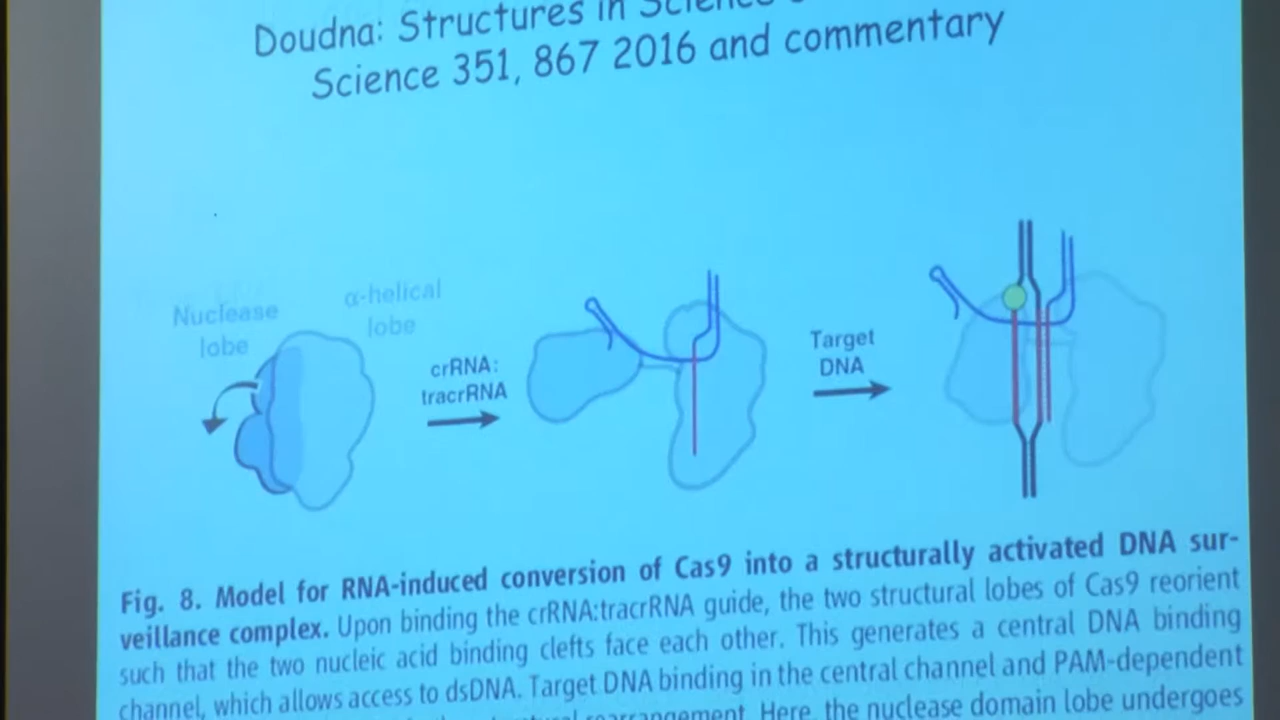 Doudna: Structures in Science
Science 351, 867 2016 and commentary
Nuclease
lobe
α-helical
lobe
crRNA:
tracrRNA
Target
DNA
Fig. 8. Model for RNA-induced conversion of Cas9 into a structurally activated DNA sur-
veillance complex. Upon binding the crRNA:tracrRNA guide, the two structural lobes of Cas9 reorient
such that the two nucleic acid binding clefts face each other. This generates a central DNA binding
channel, which allows access to dsDNA. Target DNA binding in the central channel and PAM-dependent
rearrangement. Here, the nuclease domain lobe undergoes